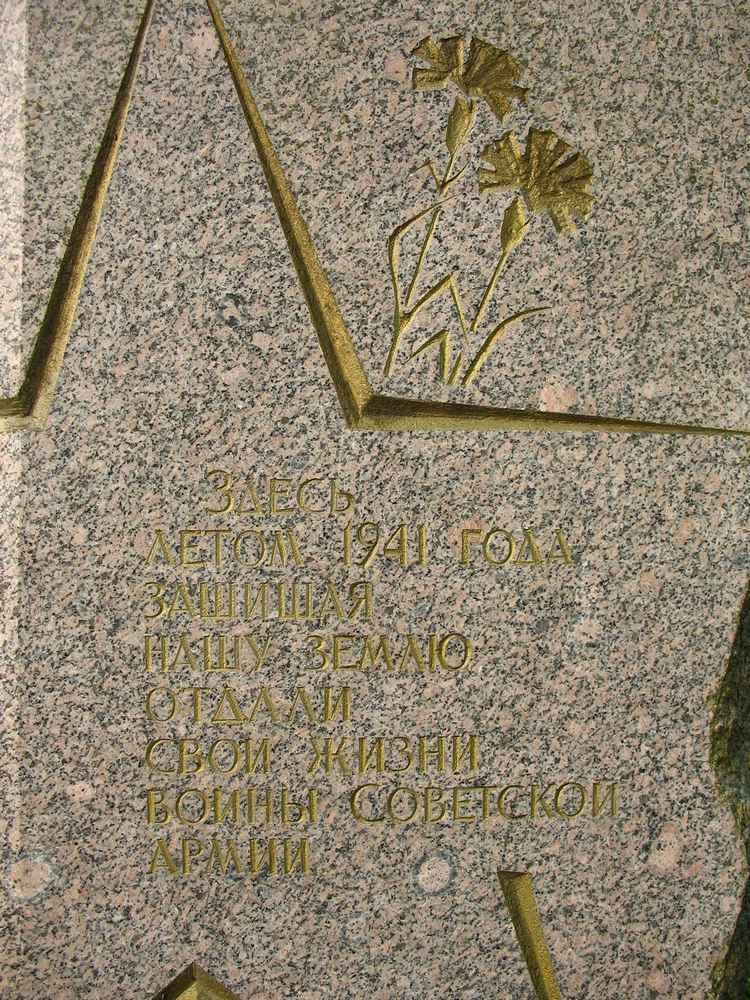 Здесь
летом 1941 года
защищая
нашу землю
отдали
свои жизни
воины Советской
армии.